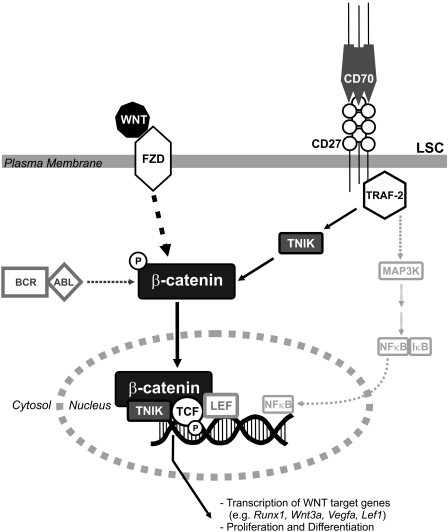 CD70
WNT
CD27
LSC
FZD
Plasma Membrane
TRAF-2
TNIK
P
MAP3K
BCR
ABL
β-catenin
NFκB
IκB
β-catenin
Cytosol
Nucleus
TNIK
TCF
LEF
NFκB
P
- Transcription of WNT target genes
(e.g. Runx1, Wnt3a, Vegfa, Lef1)
- Proliferation and Differentiation